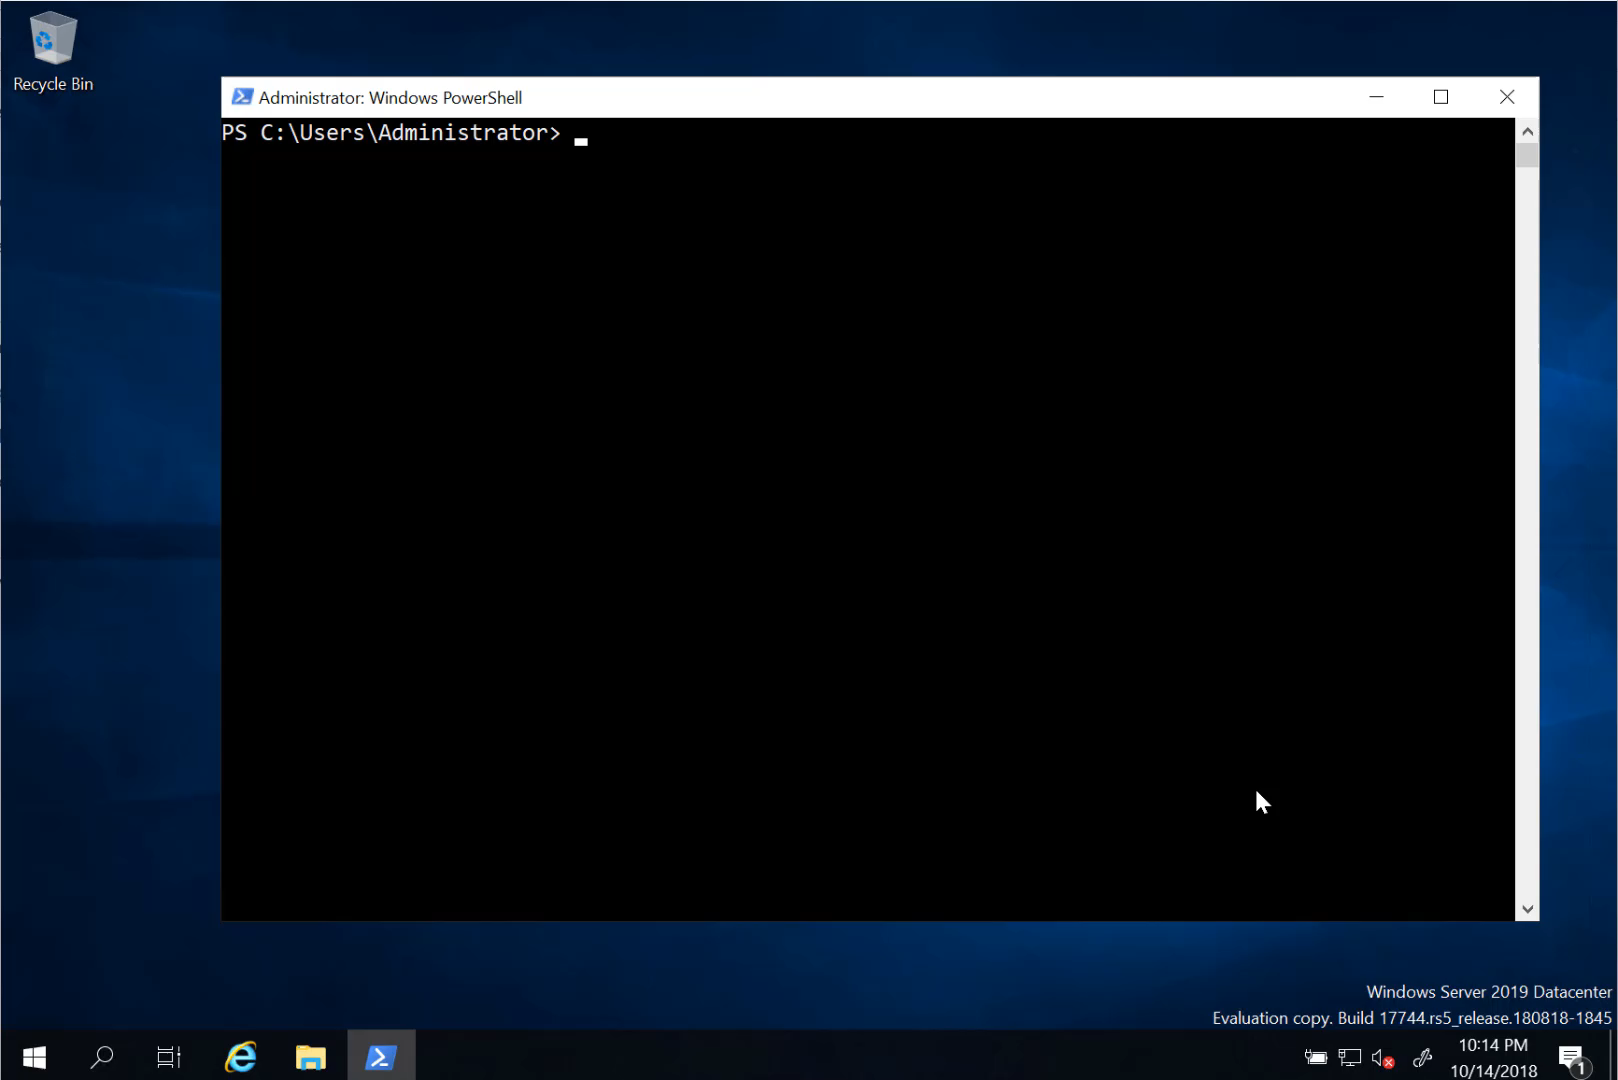 Recycle Bin
Administrator: Windows PowerShell
PS C:\Users\Administrator>
Windows Server 2019 Datacenter
Evaluation copy. Build 17744.rs5_release.180818-1845
10:14 PM
10/14/2018
1